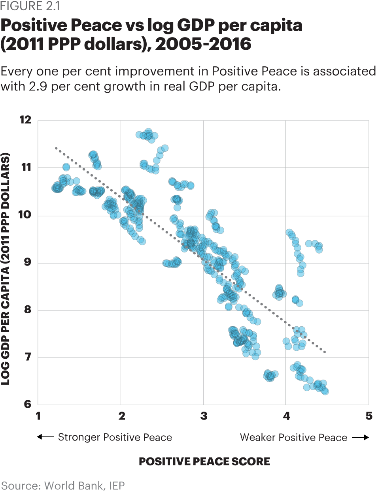 FIGURE 2.1
Positive Peace vs log GDP per capita
(2011 PPP dollars), 2005-2016
Every one per cent improvement in Positive Peace is associated
with 2.9 per cent growth in real GDP per capita.
LOG GDP PER CAPITA (2011 PPP DOLLARS)
12
11
10
9
8
7
6
1
2
3
4
5
Stronger Positive Peace
Weaker Positive Peace
POSITIVE PEACE SCORE
Source: World Bank, IEP